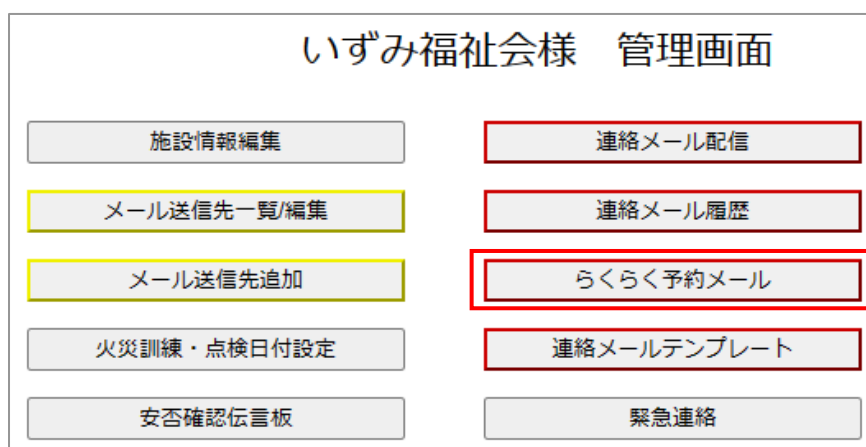 いずみ福祉会様　管理画面
施設情報編集
連絡メール配信
メール送信先一覧/編集
連絡メール履歴
メール送信先追加
らくらく予約メール
火災訓練・点検日付設定
連絡メールテンプレート
安否確認伝言板
緊急連絡